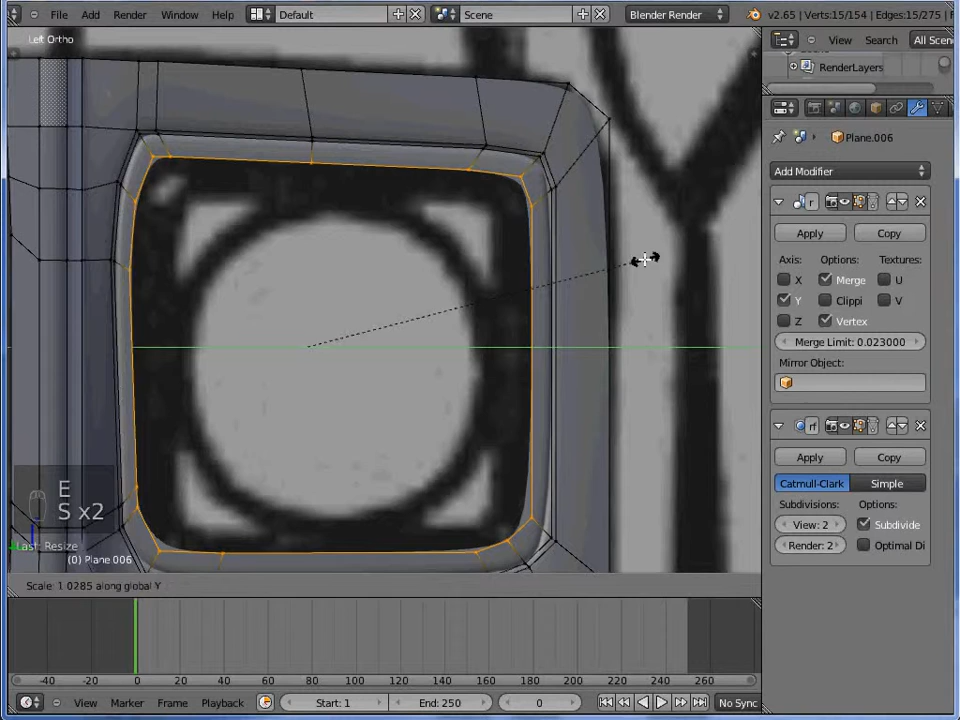 File Add Render Window Help Default Scene Blender Render v2.65 | Verts:15/154 | Edges:15/275 | F
Left Ortho
View Search All Scen
RenderLayers
Plane.006
Add Modifier
Apply Copy
Axis: Options: Textures:
X Merge U
Y Clippi V
Z Vertex
Merge Limit: 0.023000
Mirror Object:
Apply Copy
Catmull-Clark Simple
Subdivisions: Options:
View: 2 Subdivide
Render: 2 Optimal Di
E
S x2
Last: Resize
(0) Plane.006
Scale: 1.0285 along global Y
-40 -20 0 20 40 60 80 100 120 140 160 180 200 220 240 260
View Marker Frame Playback Start: 1 End: 250 0 No Sync